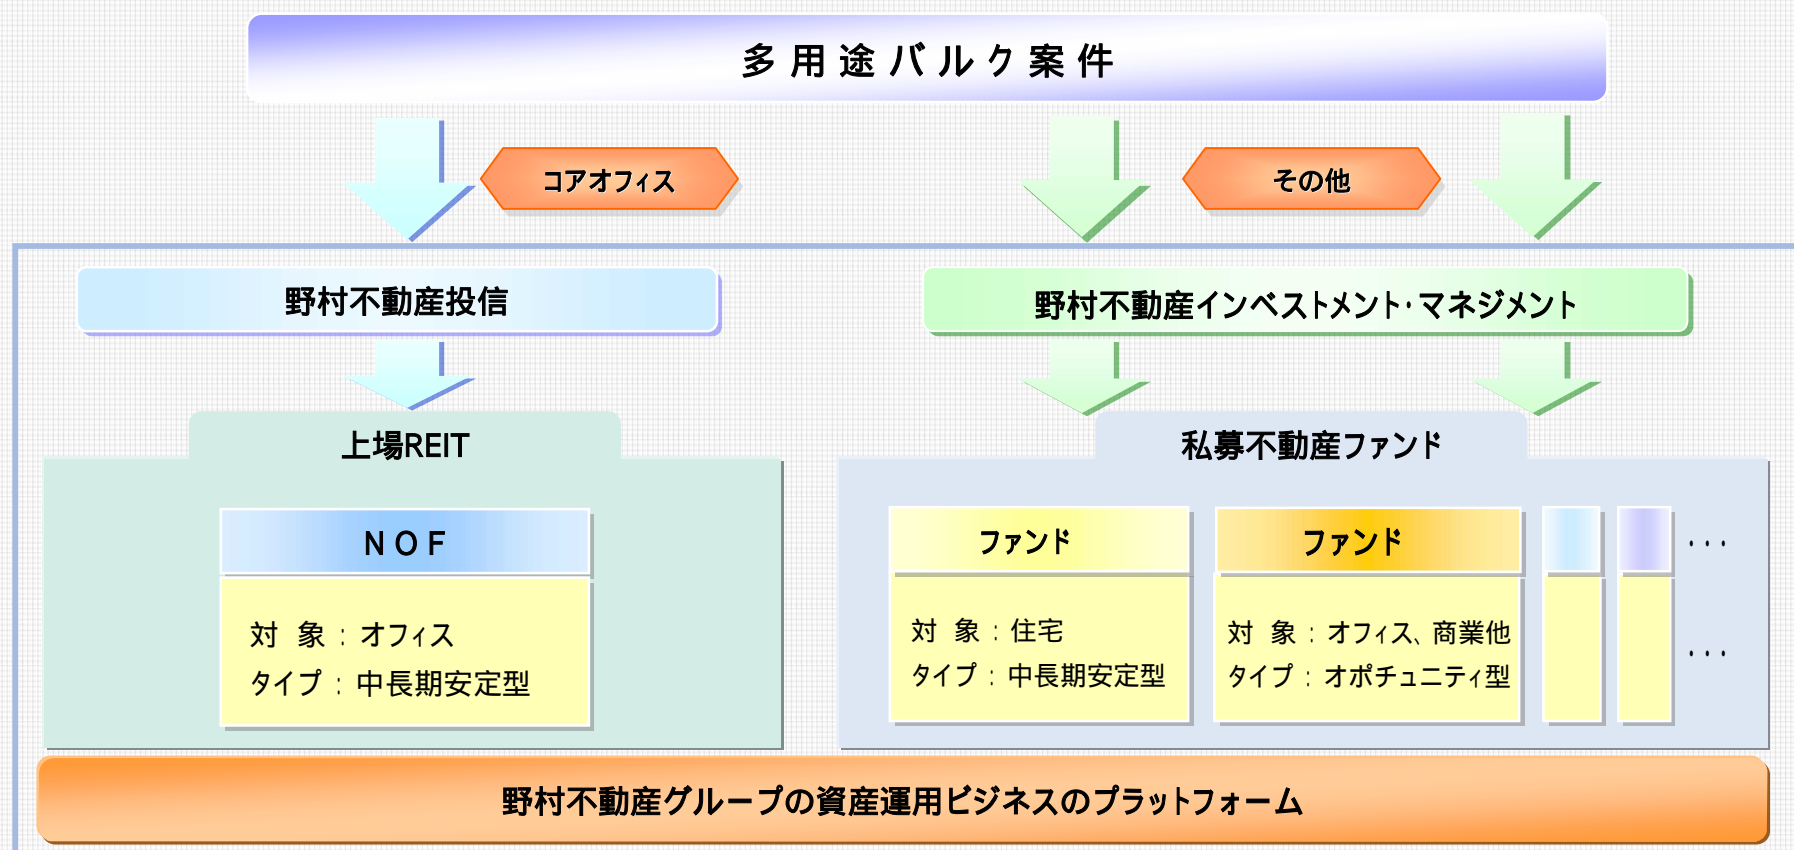 多用途バルク案件
コアオフィス
その他
野村不動産投信
野村不動産インベストメント・マネジメント
上場REIT
私募不動産ファンド
NOF
対 象：オフィス
タイプ：中長期安定型
ファンド
対 象：住宅
タイプ：中長期安定型
ファンド
対 象：オフィス、商業他
タイプ：オポチュニティ型
・・・
・・・
野村不動産グループの資産運用ビジネスのプラットフォーム